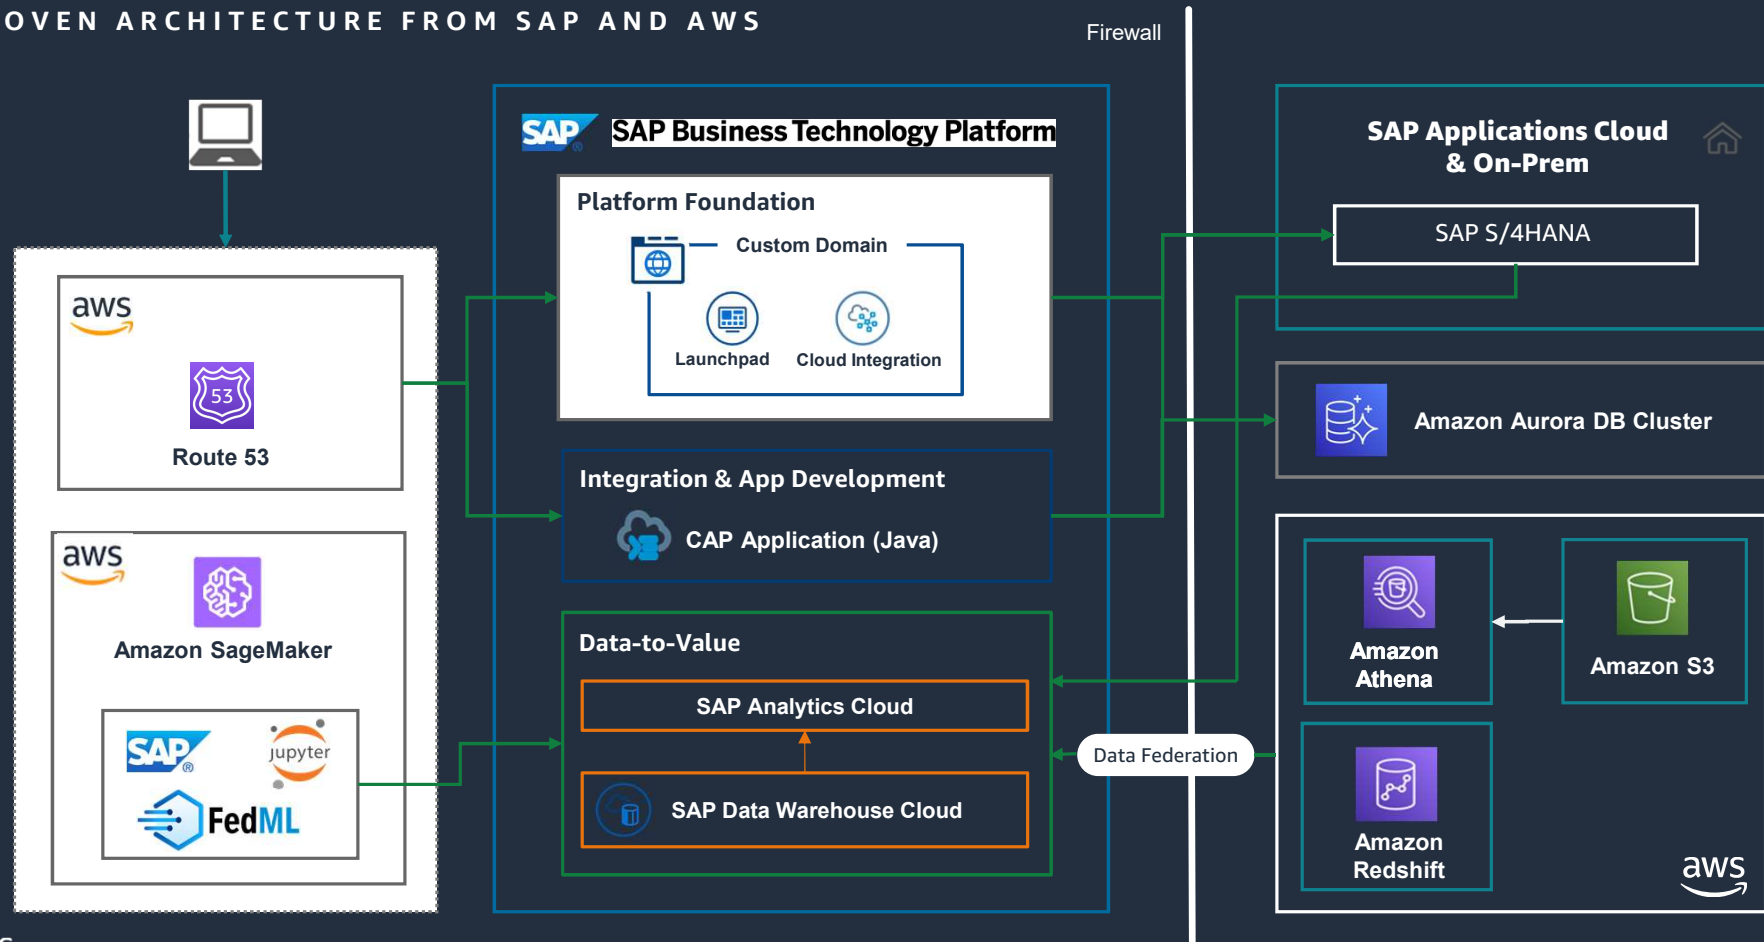 OVEN ARCHITECTURE FROM SAP AND AWS
Firewall
SAP
®
SAP Business Technology Platform
Platform Foundation
Custom Domain
Launchpad
Cloud Integration
Integration & App Development
CAP Application (Java)
Data-to-Value
SAP Analytics Cloud
SAP Data Warehouse Cloud
aws
53
Route 53
aws
Amazon SageMaker
SAP
®
jupyter
FedML
SAP Applications Cloud
& On-Prem
SAP S/4HANA
Amazon Aurora DB Cluster
Amazon
Athena
Amazon S3
Data Federation
Amazon
Redshift
aws